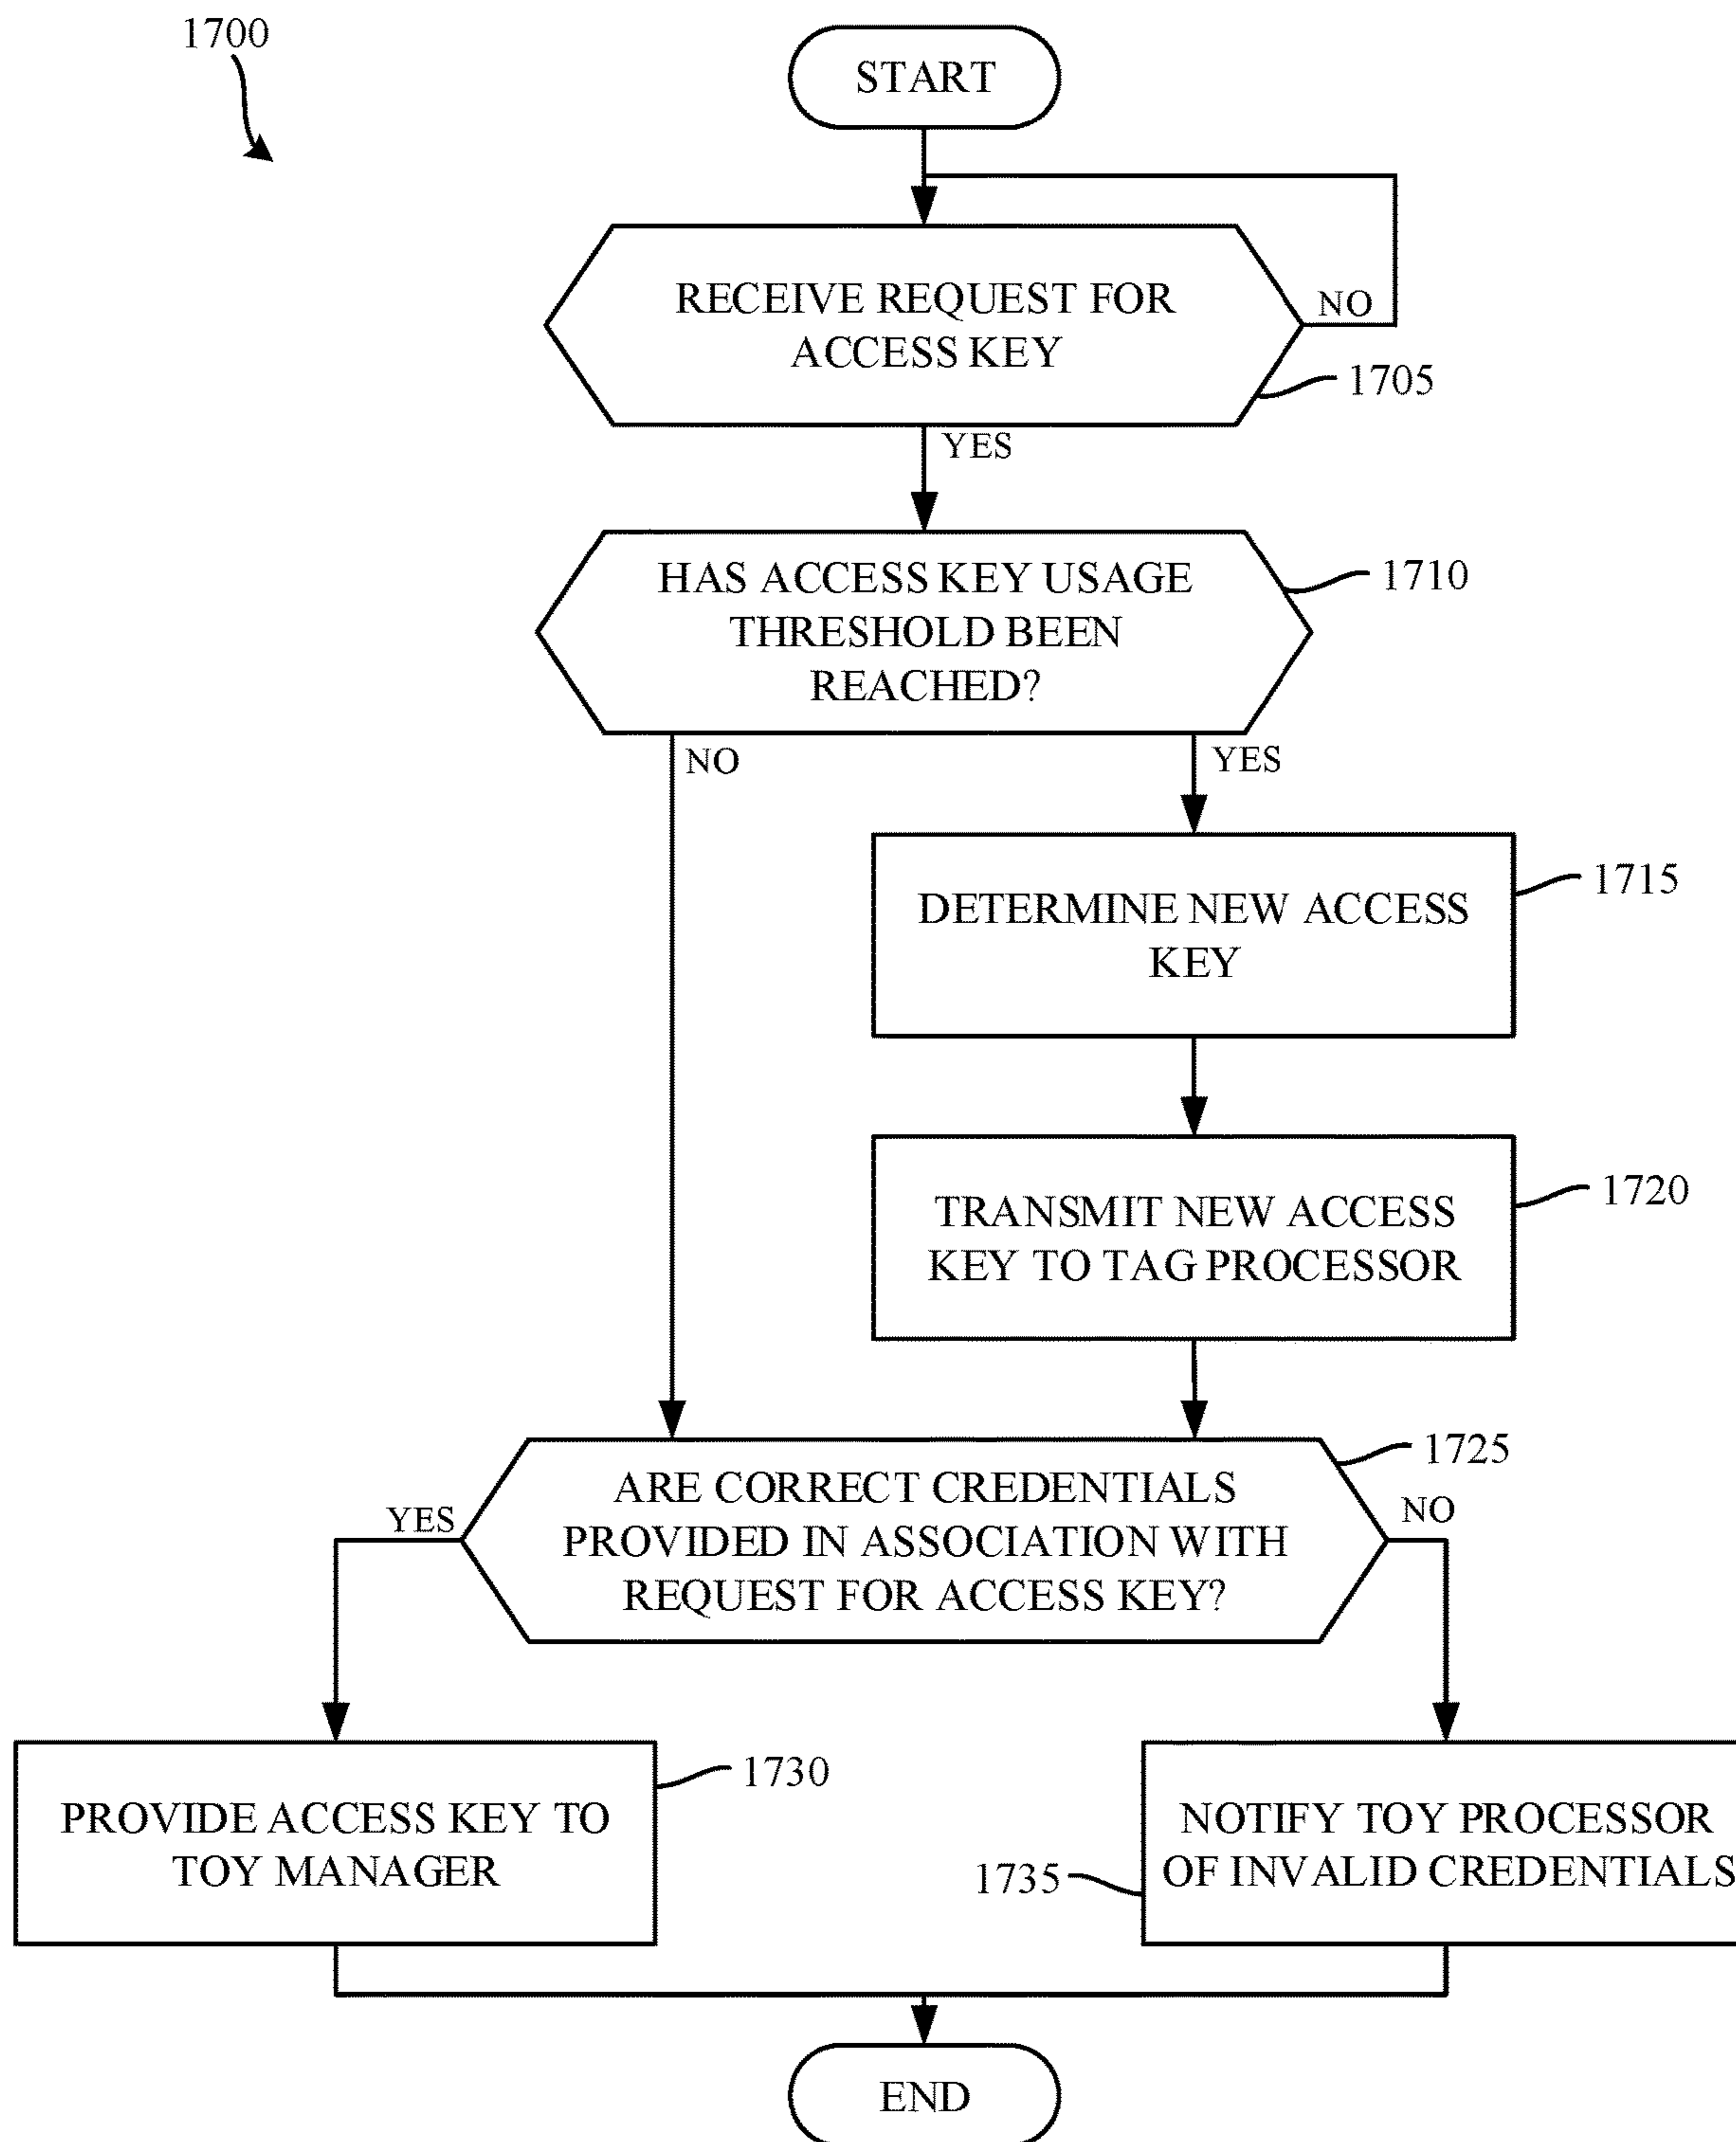 1700
START
RECEIVE REQUEST FOR
ACCESS KEY
NO
1705
YES
HAS ACCESS KEY USAGE
THRESHOLD BEEN
REACHED?
1710
NO
YES
DETERMINE NEW ACCESS
KEY
1715
TRANSMIT NEW ACCESS
KEY TO TAG PROCESSOR
1720
ARE CORRECT CREDENTIALS
PROVIDED IN ASSOCIATION WITH
REQUEST FOR ACCESS KEY?
1725
YES
NO
PROVIDE ACCESS KEY TO
TOY MANAGER
1730
NOTIFY TOY PROCESSOR
OF INVALID CREDENTIALS
1735
END